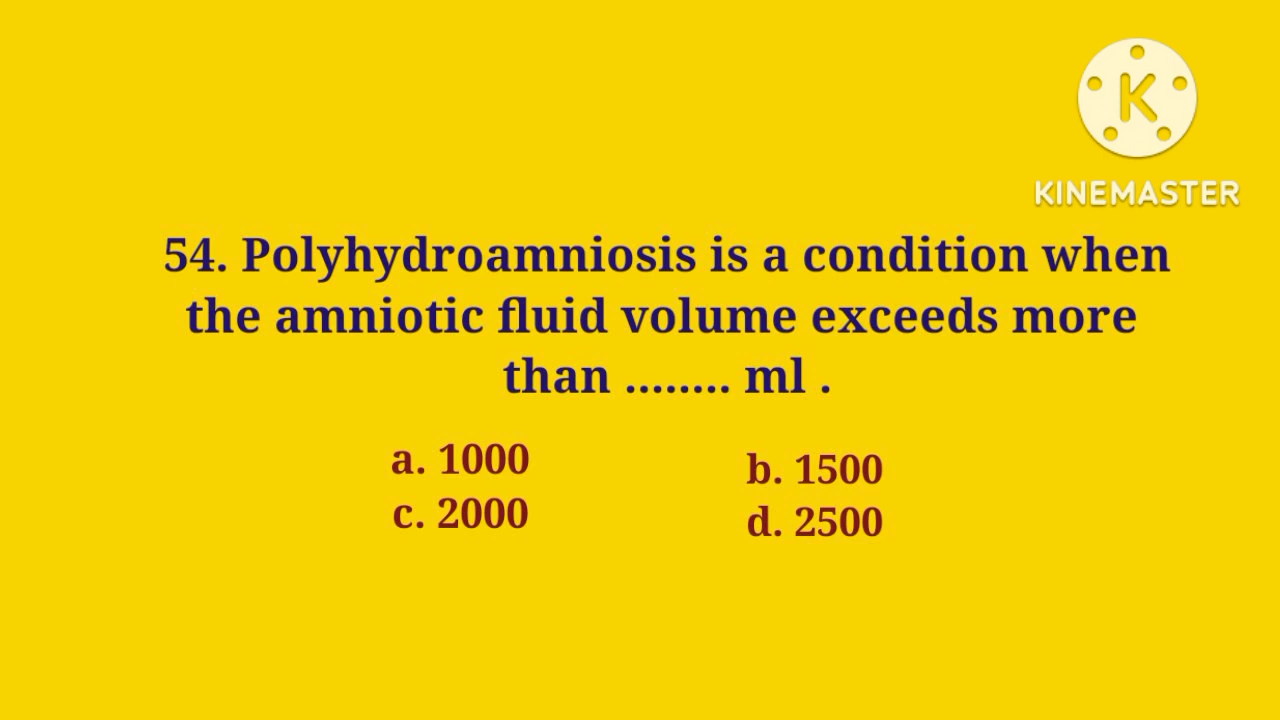 K
KINEMASTER
54. Polyhydroamniosis is a condition when
the amniotic fluid volume exceeds more
than ........ ml .
a. 1000
b. 1500
c. 2000
d. 2500